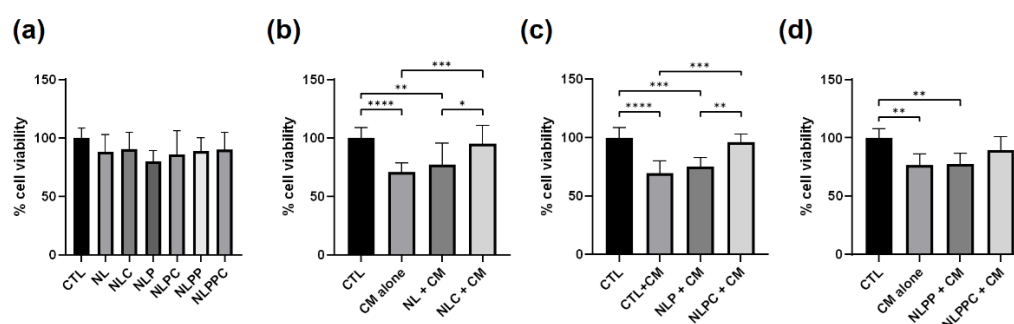 (a)
% cell viability
150
100
50
0
CTL
NL
NLC
NLP
NLPC
NLPP
NLPPC
(b)
% cell viability
150
100
50
0
***
**
****
*
CTL
CM alone
NL + CM
NLC + CM
(c)
% cell viability
150
100
50
0
***
***
****
**
CTL
CTL+CM
NLP + CM
NLPC + CM
(d)
% cell viability
150
100
50
0
**
**
CTL
CM alone
NLPP + CM
NLPPC + CM